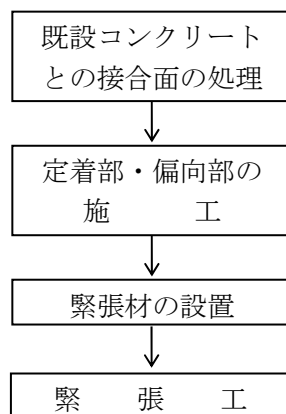 既設コンクリート
との接合面の処理
定着部・偏向部の
施　　工
緊張材の設置
緊　張　工